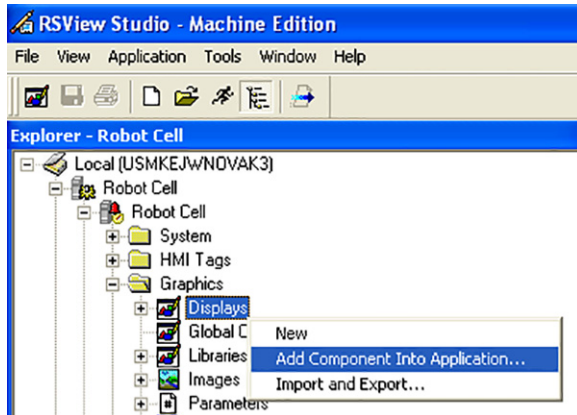 RSView Studio - Machine Edition
File View Application Tools Window Help
Explorer - Robot Cell
Local (USMKEJWNOVAK3)
Robot Cell
Robot Cell
System
HMI Tags
Graphics
Displays
Global
New
Libraries
Add Component Into Application...
Images
Import and Export...
Parameters